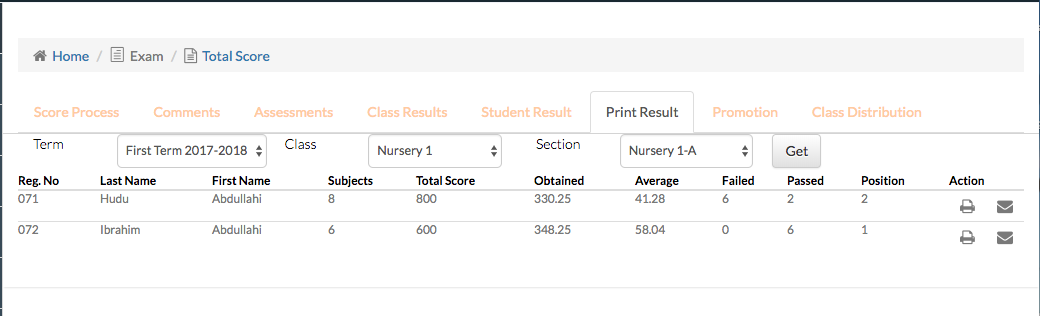 Home / Exam / Total Score
Score Process Comments Assessments Class Results Student Result Print Result Promotion Class Distribution
Term First Term 2017-2018 Class Nursery 1 Section Nursery 1-A Get
Reg. No Last Name First Name Subjects Total Score Obtained Average Failed Passed Position Action
071 Hudu Abdullahi 8 800 330.25 41.28 6 2 2
072 Ibrahim Abdullahi 6 600 348.25 58.04 0 6 1